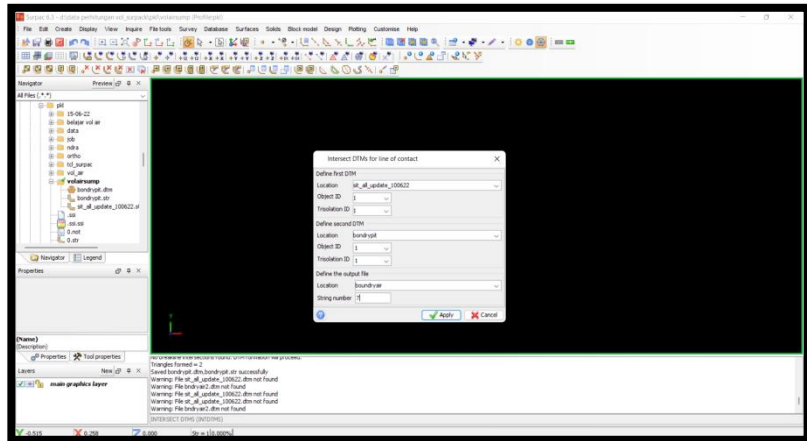 Surpac 6.3 - d:\data perhitungan vol_surpack\pkl\volairsump (Profile:pit)
File Edit Create Display View Inquire File tools Survey Database Surfaces Solids Block model Design Plotting Customise Help
Navigator Preview
All Files (*.*)
pkl
15-06-22
belajar vol air
data
job
ndra
ortho
tcl_surpac
vol_air
volairsump
bondrypit.dtm
bondrypit.str
sit_all_update_100622.st
.ssi
.ssi.ssi
0.not
0.str
Navigator Legend
Properties
(Name)
(Description)
Properties Tool properties
Layers New
main graphics layer
Intersect DTMs for line of contact
Define first DTM
Location sit_all_update_100622
Object ID 1
Trisolation ID 1
Define second DTM
Location bondrypit
Object ID 1
Trisolation ID 1
Define the output file
Location boundryair
String number 7
Apply Cancel
Triangles formed = 2
Saved bondrypit.dtm,bondrypit.str successfully
Warning: File sit_all_update_100622.dtm not found
Warning: File bndryair2.dtm not found
Warning: File sit_all_update_100622.dtm not found
Warning: File sit_all_update_100622.dtm not found
Warning: File bndryair2.dtm not found
INTERSECT DTMS (INTDTMS)
Y -0.515 X 0.258 Z 0.000 Str = 1